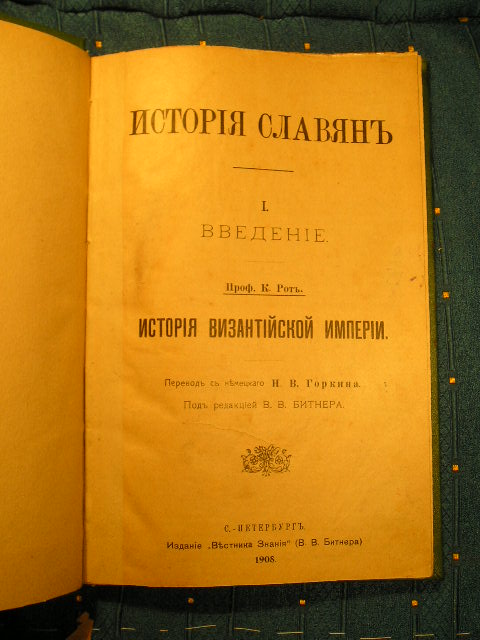 ИСТОРІЯ СЛАВЯНЪ
I.
ВВЕДЕНІЕ.
Проф. К. Ротъ.
ИСТОРІЯ ВИЗАНТІЙСКОЙ ИМПЕРІИ.
Переводъ съ нѣмецкаго И. В. Горкина.
Подъ редакціей В. В. БИТНЕРА.
С.-ПЕТЕРБУРГЪ.
Изданіе „Вѣстника Знанія" (В. В. Битнера)
1908.